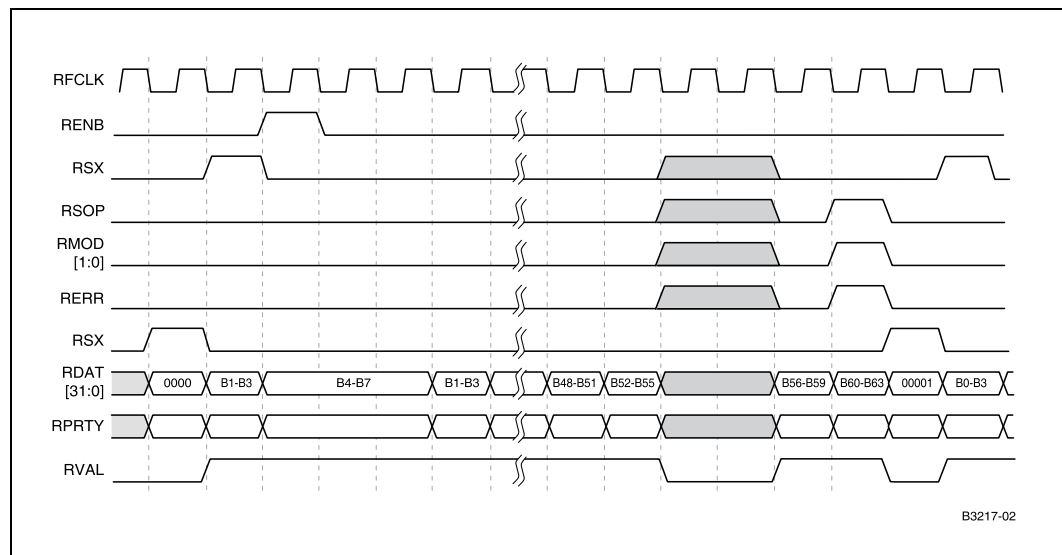 RFCLK
RENB
RSX
RSOP
RMOD
[1:0]
RERR
RSX
RDAT
[31:0]
0000 B1-B3 B4-B7 B1-B3 B48-B51 B52-B55 B56-B59 B60-B63 00001 B0-B3
RPRTY
RVAL
B3217-02